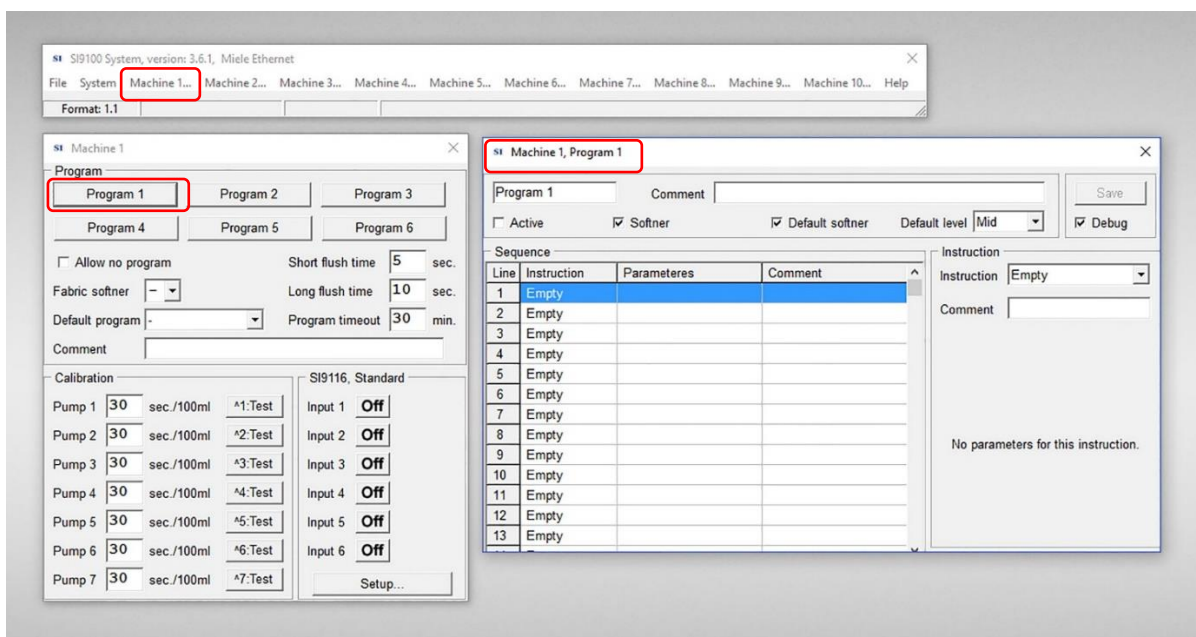 SI SI9100 System, version: 3.6.1, Miele Ethernet
File System Machine 1... Machine 2... Machine 3... Machine 4... Machine 5... Machine 6... Machine 7... Machine 8... Machine 9... Machine 10... Help
Format: 1.1
SI Machine 1
Program
Program 1 Program 2 Program 3
Program 4 Program 5 Program 6
Allow no program Short flush time 5 sec.
Fabric softner - Long flush time 10 sec.
Default program - Program timeout 30 min.
Comment
Calibration
Pump 1 30 sec./100ml ^1:Test
Pump 2 30 sec./100ml ^2:Test
Pump 3 30 sec./100ml ^3:Test
Pump 4 30 sec./100ml ^4:Test
Pump 5 30 sec./100ml ^5:Test
Pump 6 30 sec./100ml ^6:Test
Pump 7 30 sec./100ml ^7:Test
SI9116, Standard
Input 1 Off
Input 2 Off
Input 3 Off
Input 4 Off
Input 5 Off
Input 6 Off
Setup...
SI Machine 1, Program 1
Program 1 Comment Save
Active Softner Default softner Default level Mid Debug
Sequence
Line Instruction Parameteres Comment
1 Empty
2 Empty
3 Empty
4 Empty
5 Empty
6 Empty
7 Empty
8 Empty
9 Empty
10 Empty
11 Empty
12 Empty
13 Empty
Instruction
Instruction Empty
Comment
No parameters for this instruction.